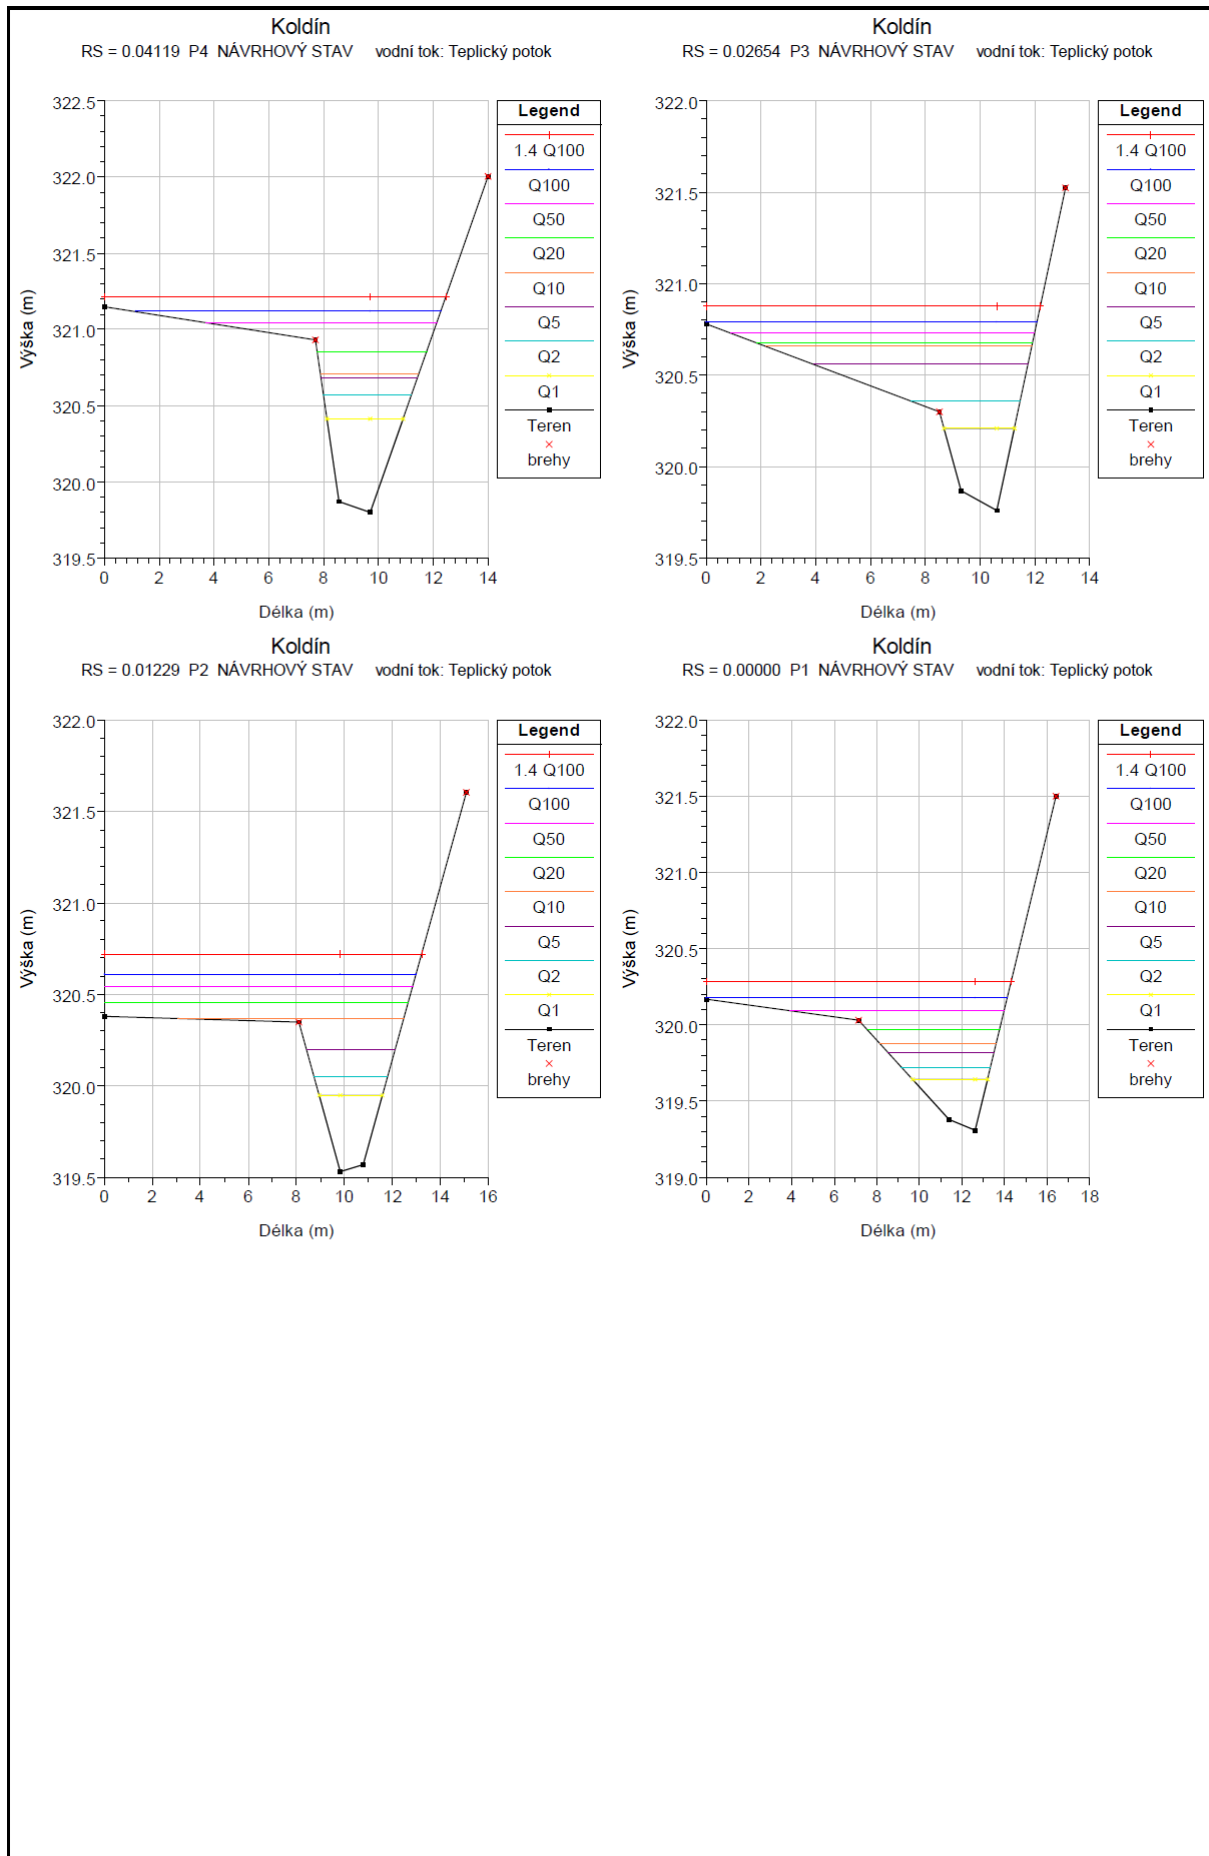 Koldín
RS = 0.04119 P4 NÁVRHOVÝ STAV vodní tok: Teplický potok
322.5
322.0
321.5
321.0
320.5
320.0
319.5
0 2 4 6 8 10 12 14
Výška (m)
Délka (m)
Legend
1.4 Q100
Q100
Q50
Q20
Q10
Q5
Q2
Q1
Teren
brehy
Koldín
RS = 0.02654 P3 NÁVRHOVÝ STAV vodní tok: Teplický potok
322.0
321.5
321.0
320.5
320.0
319.5
0 2 4 6 8 10 12 14
Výška (m)
Délka (m)
Legend
1.4 Q100
Q100
Q50
Q20
Q10
Q5
Q2
Q1
Teren
brehy
Koldín
RS = 0.01229 P2 NÁVRHOVÝ STAV vodní tok: Teplický potok
322.0
321.5
321.0
320.5
320.0
319.5
0 2 4 6 8 10 12 14 16
Výška (m)
Délka (m)
Legend
1.4 Q100
Q100
Q50
Q20
Q10
Q5
Q2
Q1
Teren
brehy
Koldín
RS = 0.00000 P1 NÁVRHOVÝ STAV vodní tok: Teplický potok
322.0
321.5
321.0
320.5
320.0
319.5
319.0
0 2 4 6 8 10 12 14 16 18
Výška (m)
Délka (m)
Legend
1.4 Q100
Q100
Q50
Q20
Q10
Q5
Q2
Q1
Teren
brehy